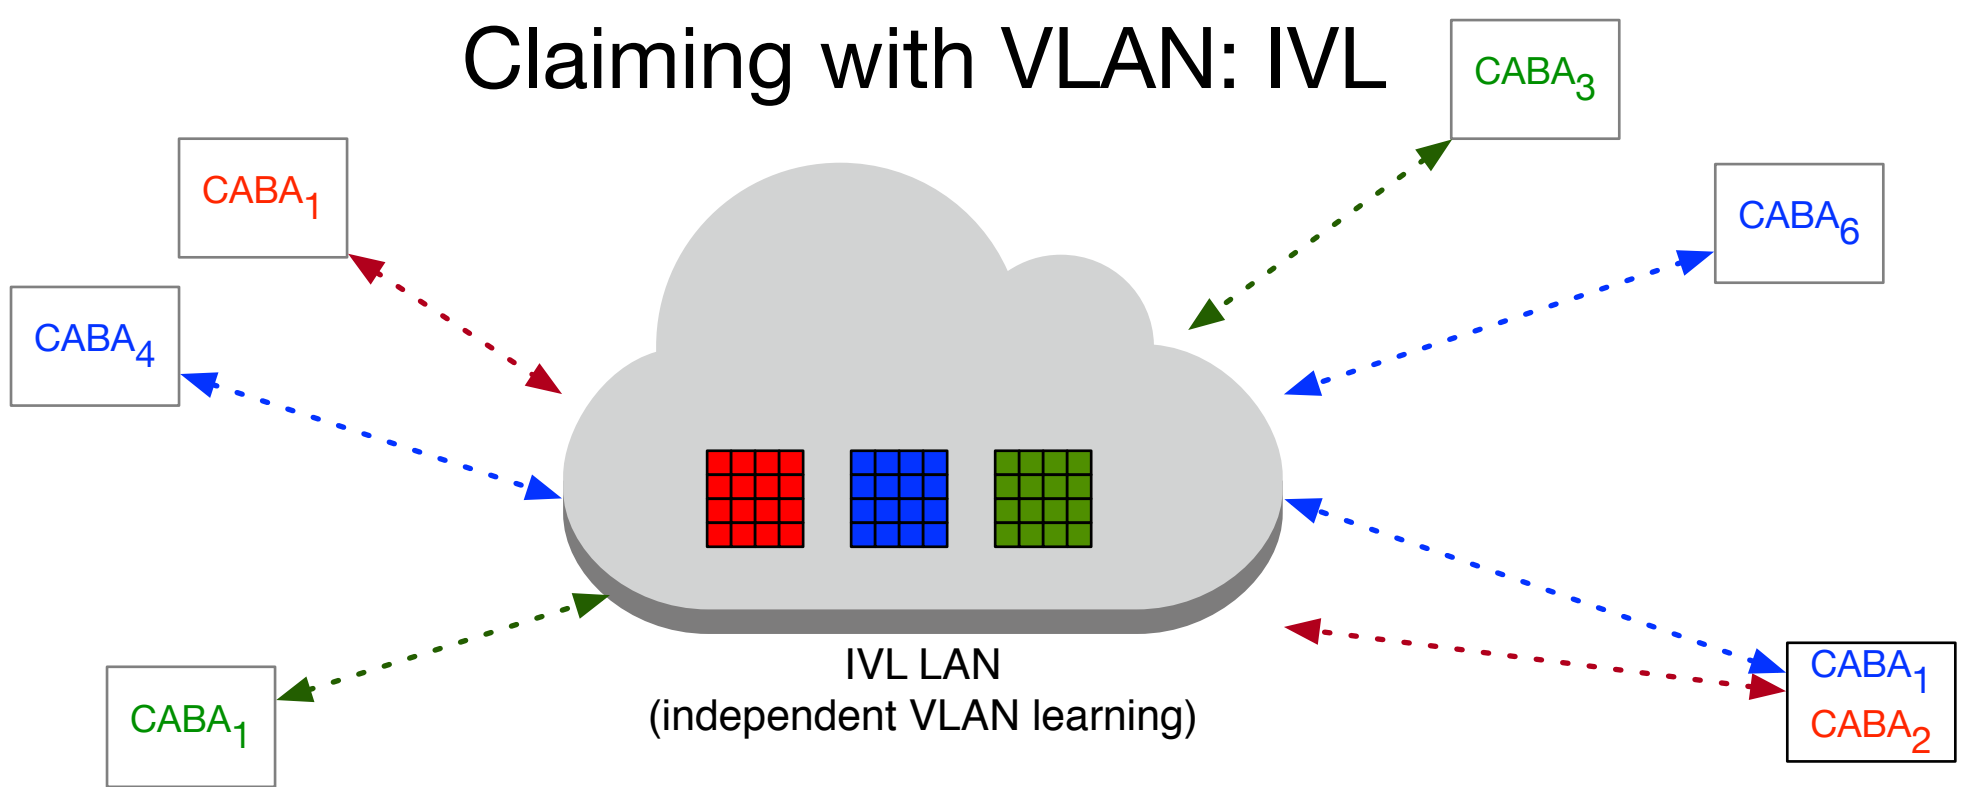 Claiming with VLAN: IVL
CABA3
CABA1
CABA6
CABA4
IVL LAN
(independent VLAN learning)
CABA1
CABA1
CABA2